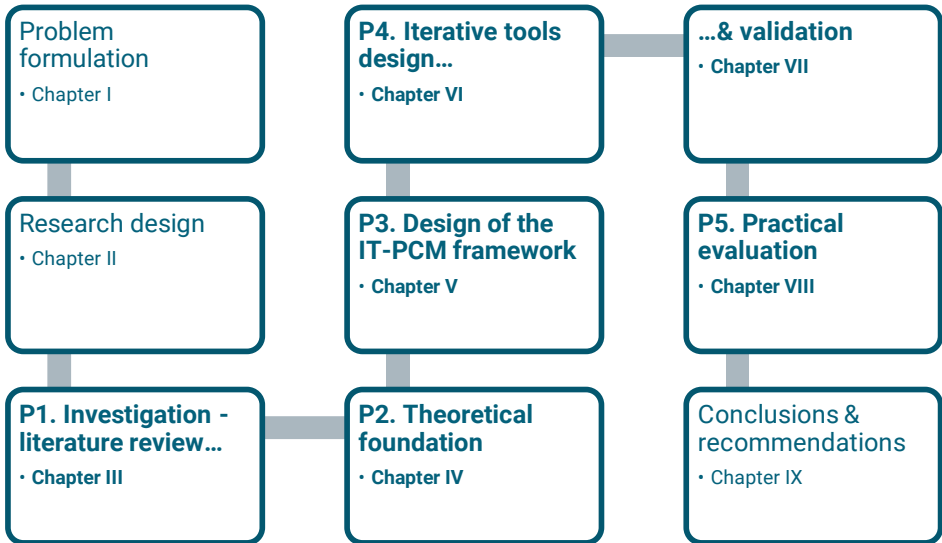 Problem
formulation
• Chapter I
Research design
• Chapter II
P1. Investigation -
literature review…
• Chapter III
P2. Theoretical
foundation
• Chapter IV
P3. Design of the
IT-PCM framework
• Chapter V
P4. Iterative tools
design…
• Chapter VI
…& validation
• Chapter VII
P5. Practical
evaluation
• Chapter VIII
Conclusions &
recommendations
• Chapter IX